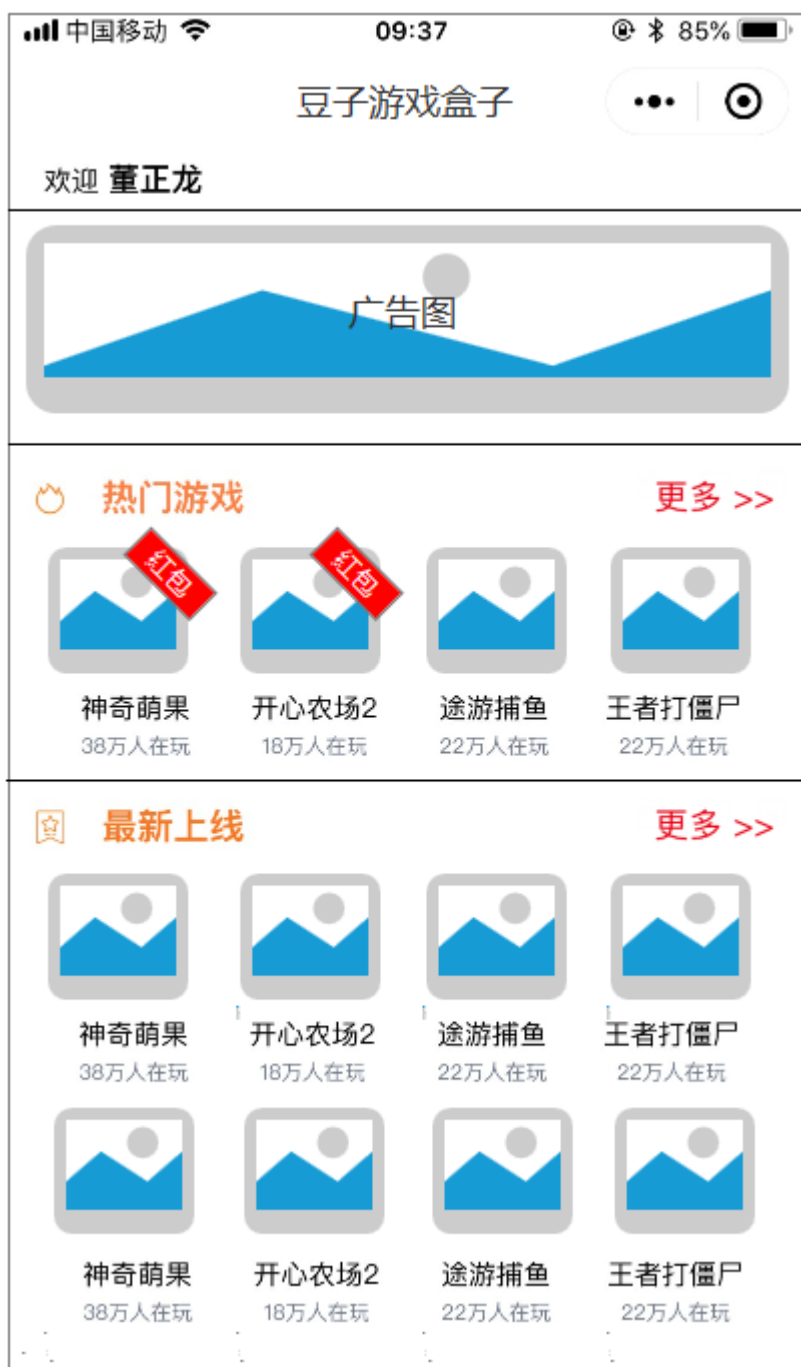 中国移动 09:37 85%
豆子游戏盒子
欢迎 董正龙
广告图
热门游戏 更多 >>
红包 红包
神奇萌果 开心农场2 途游捕鱼 王者打僵尸
38万人在玩 18万人在玩 22万人在玩 22万人在玩
最新上线 更多 >>
神奇萌果 开心农场2 途游捕鱼 王者打僵尸
38万人在玩 18万人在玩 22万人在玩 22万人在玩
神奇萌果 开心农场2 途游捕鱼 王者打僵尸
38万人在玩 18万人在玩 22万人在玩 22万人在玩